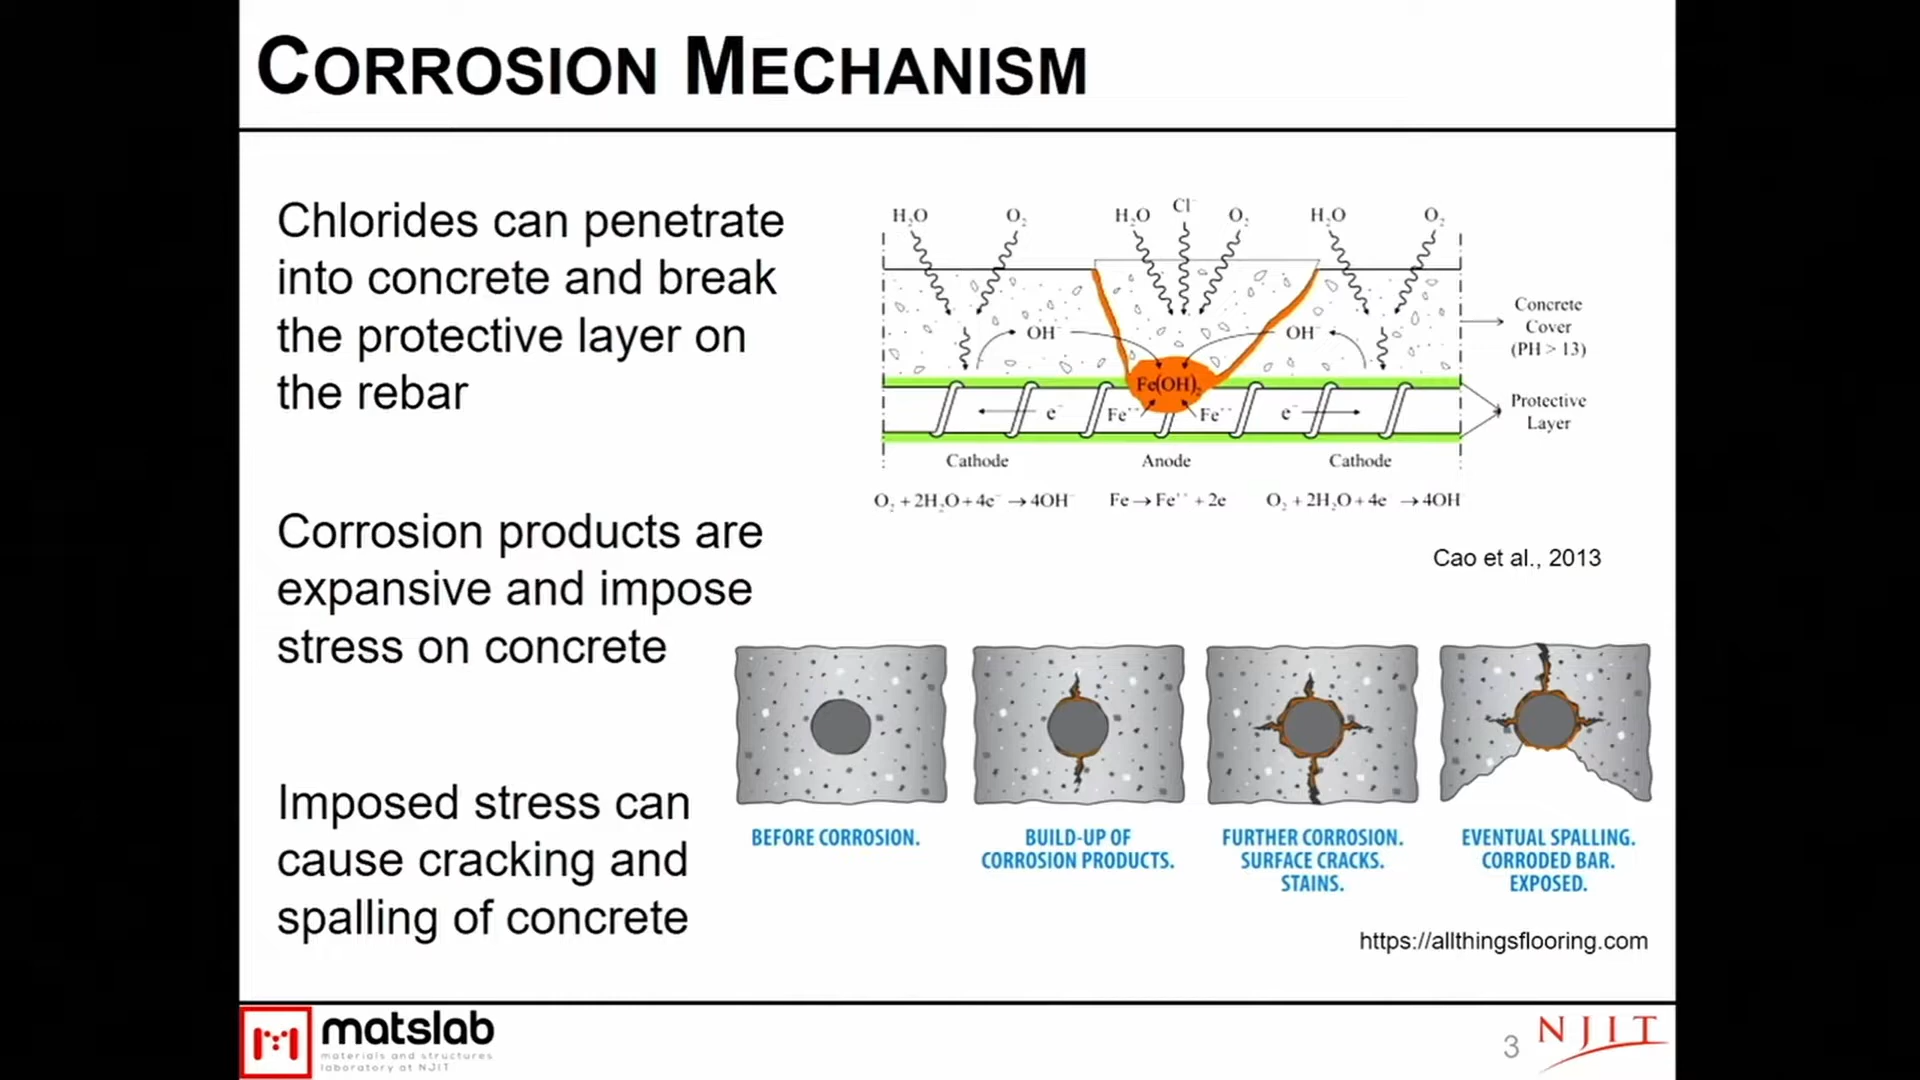 CORROSION MECHANISM
Chlorides can penetrate
into concrete and break
the protective layer on
the rebar
Corrosion products are
expansive and impose
stress on concrete
Imposed stress can
cause cracking and
spalling of concrete
H₂O O₂ H₂O Cl⁻ O₂ H₂O O₂
OH⁻ OH⁻
Concrete
Cover
(PH > 13)
Fe(OH)₂
e⁻ Fe⁺⁺ Fe⁺⁺ e⁻
Protective
Layer
Cathode Anode Cathode
O₂ + 2H₂O + 4e⁻ → 4OH⁻ Fe → Fe⁺⁺ + 2e O₂ + 2H₂O + 4e → 4OH
Cao et al., 2013
BEFORE CORROSION.
BUILD-UP OF
CORROSION PRODUCTS.
FURTHER CORROSION.
SURFACE CRACKS.
STAINS.
EVENTUAL SPALLING.
CORRODED BAR.
EXPOSED.
https://allthingsflooring.com
matslab
materials and structures
laboratory at NJIT
3
NJIT